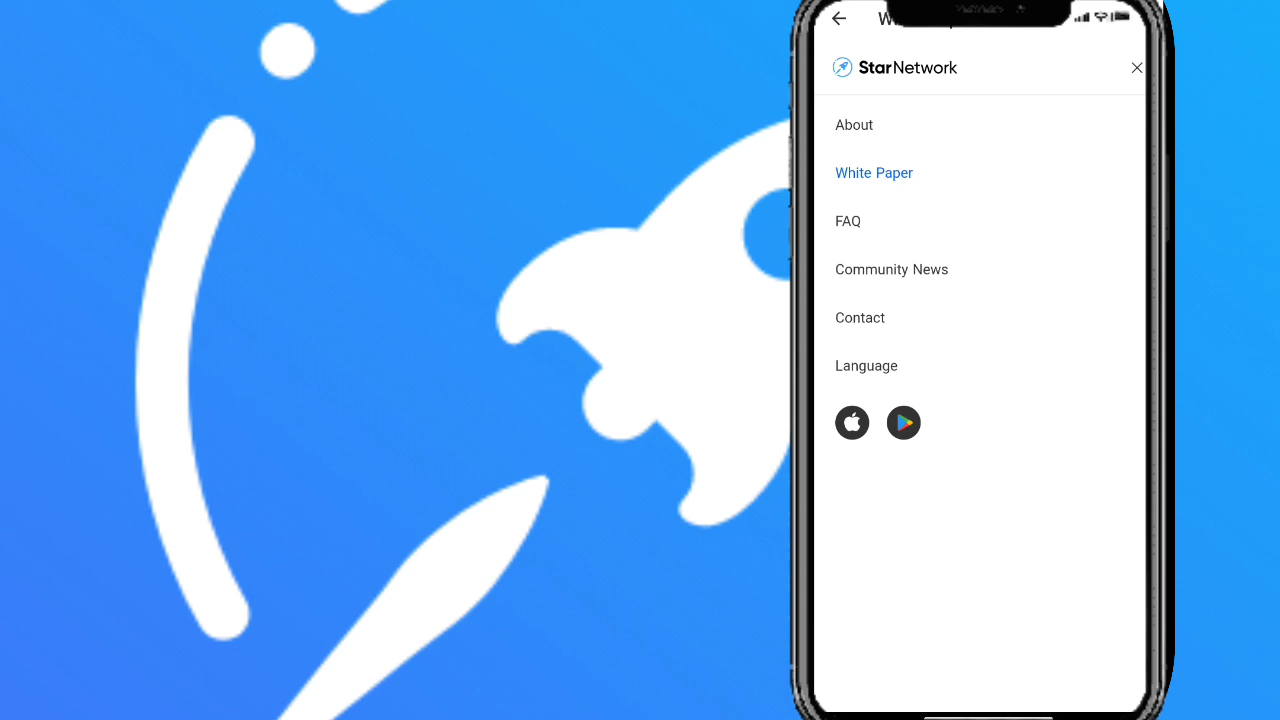 StarNetwork
About
White Paper
FAQ
Community News
Contact
Language